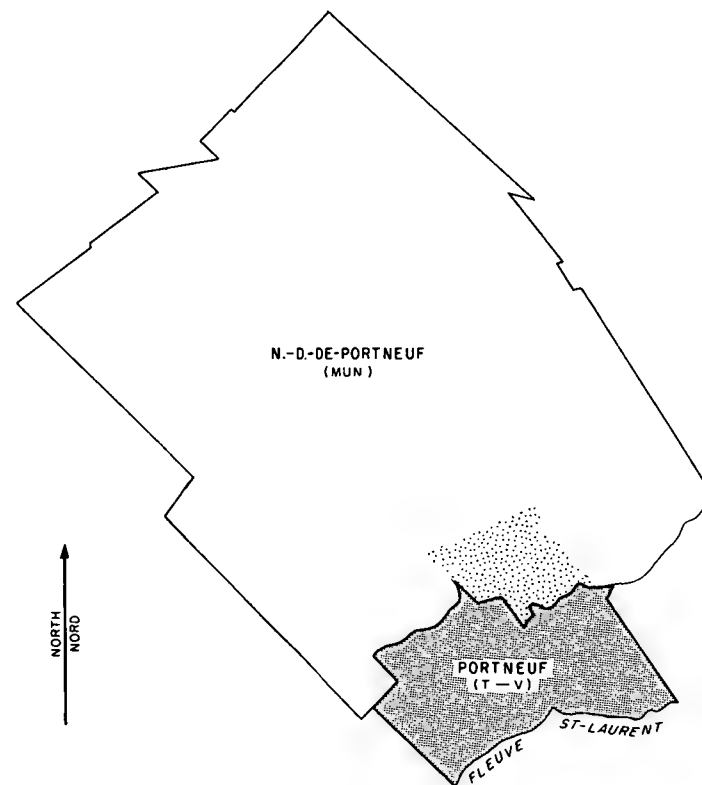 N.-D.-DE-PORTNEUF
(MUN)
NORTH
NORD
PORTNEUF
(T—V)
FLEUVE ST-LAURENT